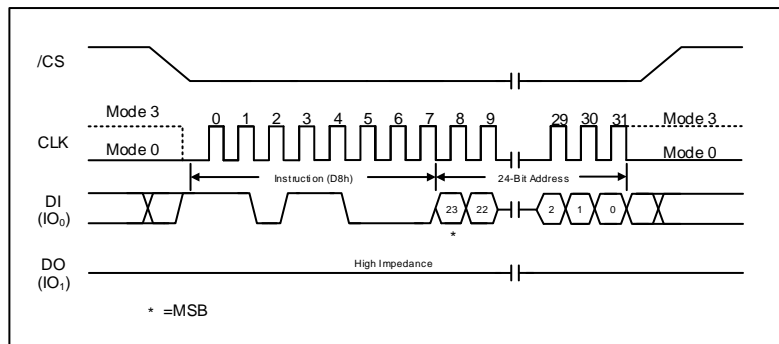 /CS
Mode 3
0 1 2 3 4 5 6 7 8 9 29 30 31
Mode 3
CLK
Mode 0
Mode 0
Instruction (D8h)
24-Bit Address
DI
(IO₀)
23 22 2 1 0
*
DO
(IO₁)
High Impedance
* =MSB